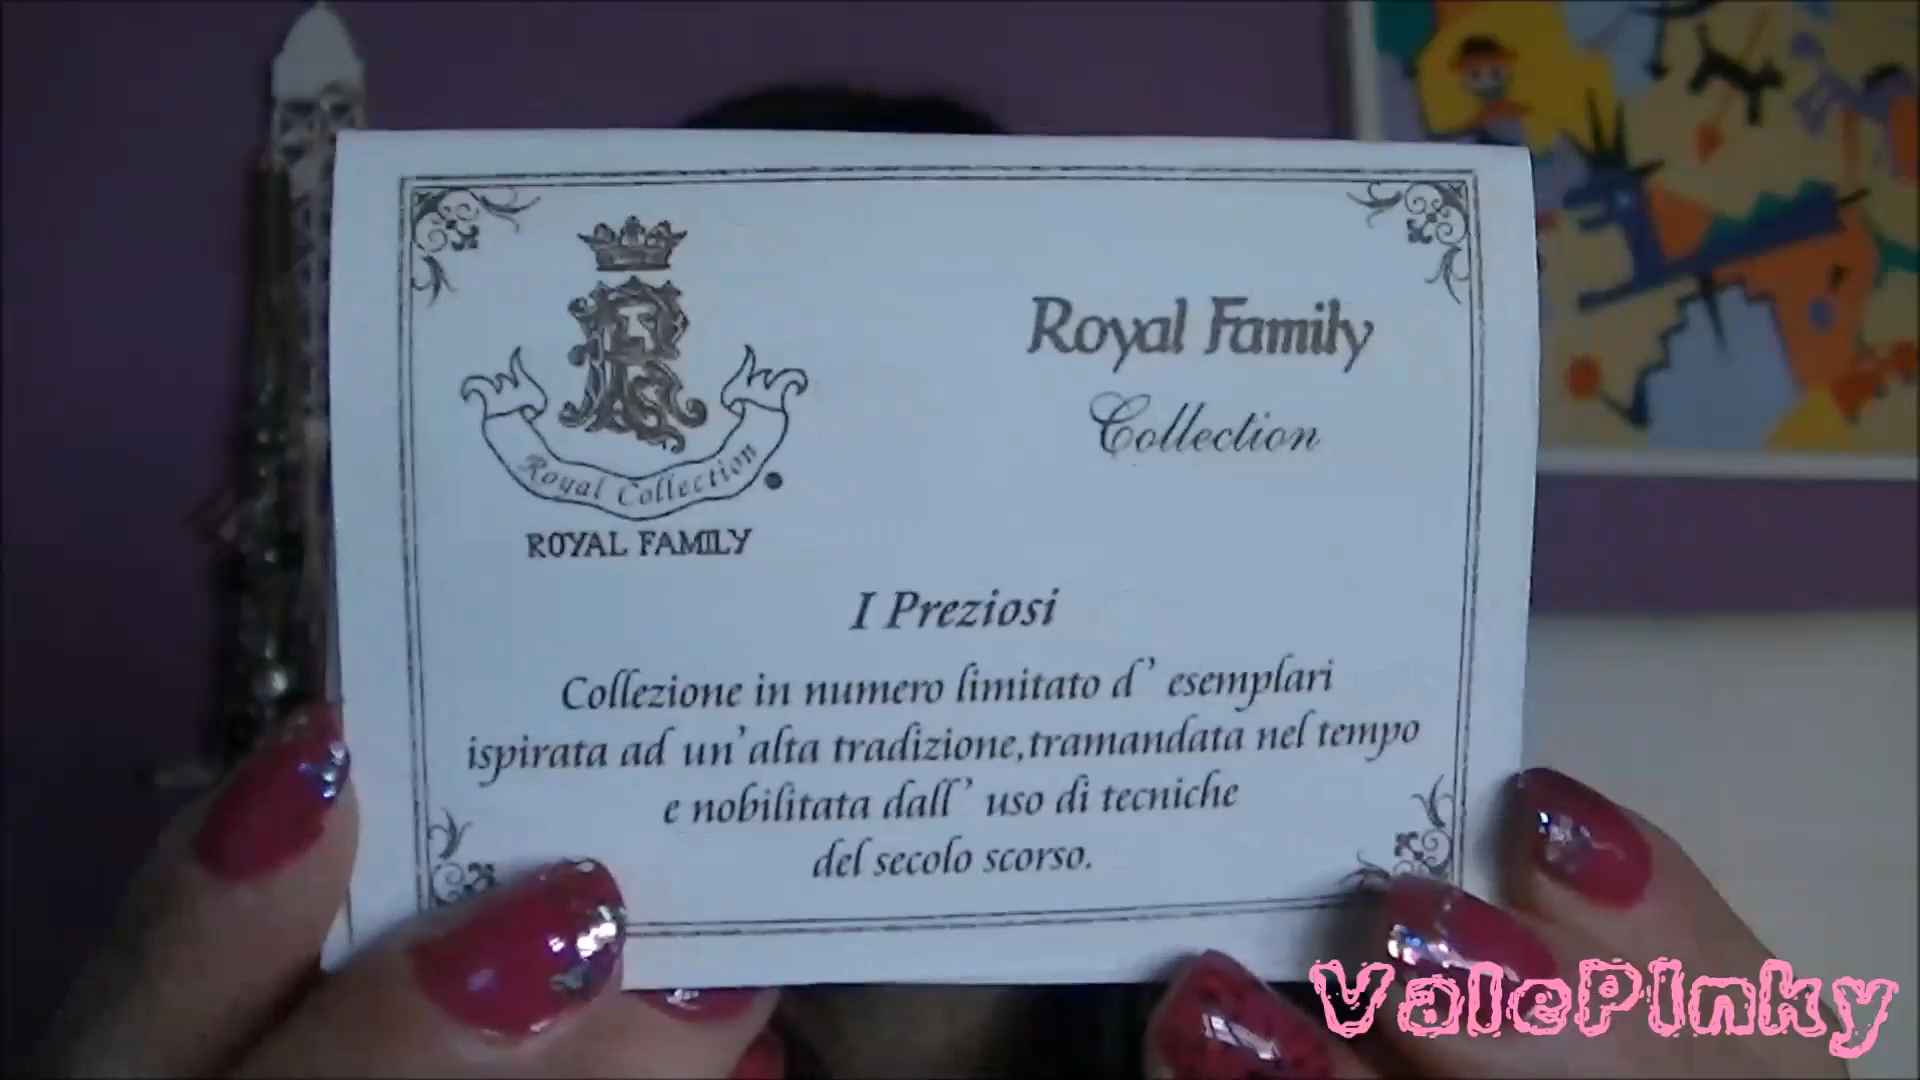 Royal Family
Collection
Royal Collection
ROYAL FAMILY
I Preziosi
Collezione in numero limitato d' esemplari
ispirata ad un'alta tradizione,tramandata nel tempo
e nobilitata dall' uso di tecniche
del secolo scorso.
ValePInky